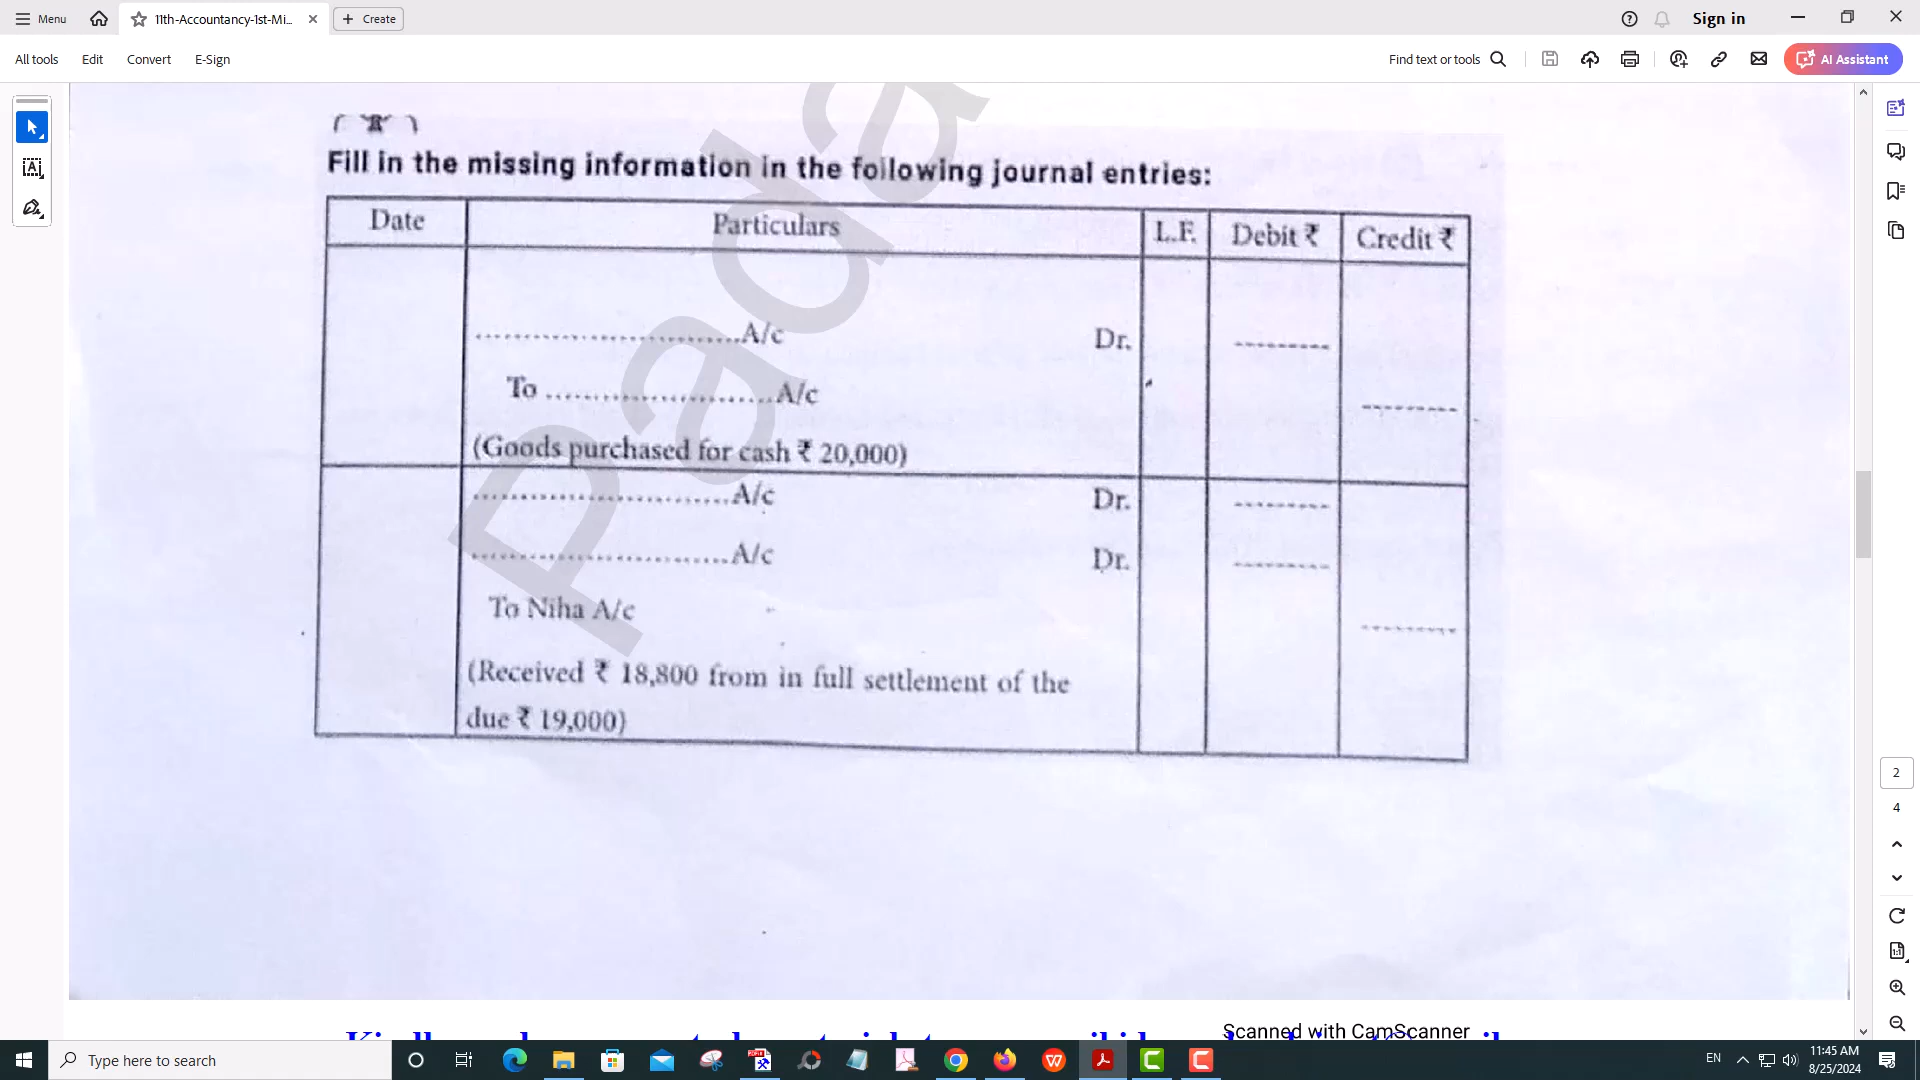 Menu
11th-Accountancy-1st-Mi...
Create
Sign in
All tools
Edit
Convert
E-Sign
Find text or tools
AI Assistant
Fill in the missing information in the following journal entries:
Date Particulars L.F. Debit ₹ Credit ₹
..........................A/c Dr. ----------
To ........................A/c ----------
(Goods purchased for cash ₹ 20,000)
..........................A/c Dr. ----------
..........................A/c Dr. ----------
To Niha A/c ----------
(Received ₹ 18,800 from in full settlement of the
due ₹ 19,000)
Pada
2
4
Scanned with CamScanner
Type here to search
EN
11:45 AM
8/25/2024